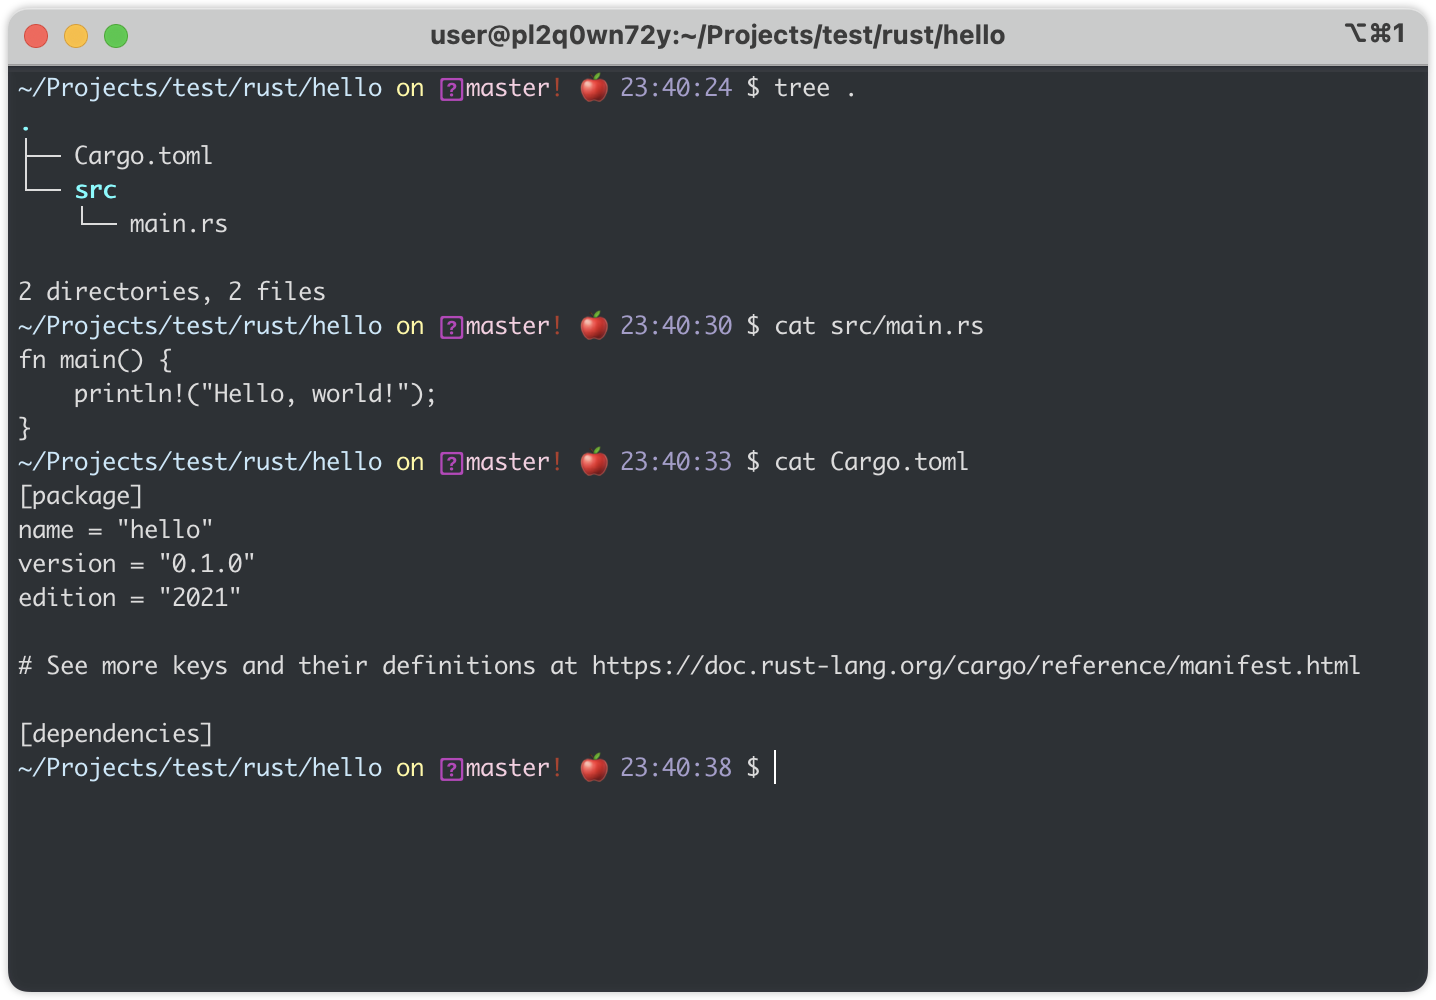 user@pl2q0wn72y:~/Projects/test/rust/hello
⌥⌘1
~/Projects/test/rust/hello on ?master! 🍎 23:40:24 $ tree .
.
├── Cargo.toml
└── src
    └── main.rs

2 directories, 2 files
~/Projects/test/rust/hello on ?master! 🍎 23:40:30 $ cat src/main.rs
fn main() {
    println!("Hello, world!");
}
~/Projects/test/rust/hello on ?master! 🍎 23:40:33 $ cat Cargo.toml
[package]
name = "hello"
version = "0.1.0"
edition = "2021"

# See more keys and their definitions at https://doc.rust-lang.org/cargo/reference/manifest.html

[dependencies]
~/Projects/test/rust/hello on ?master! 🍎 23:40:38 $